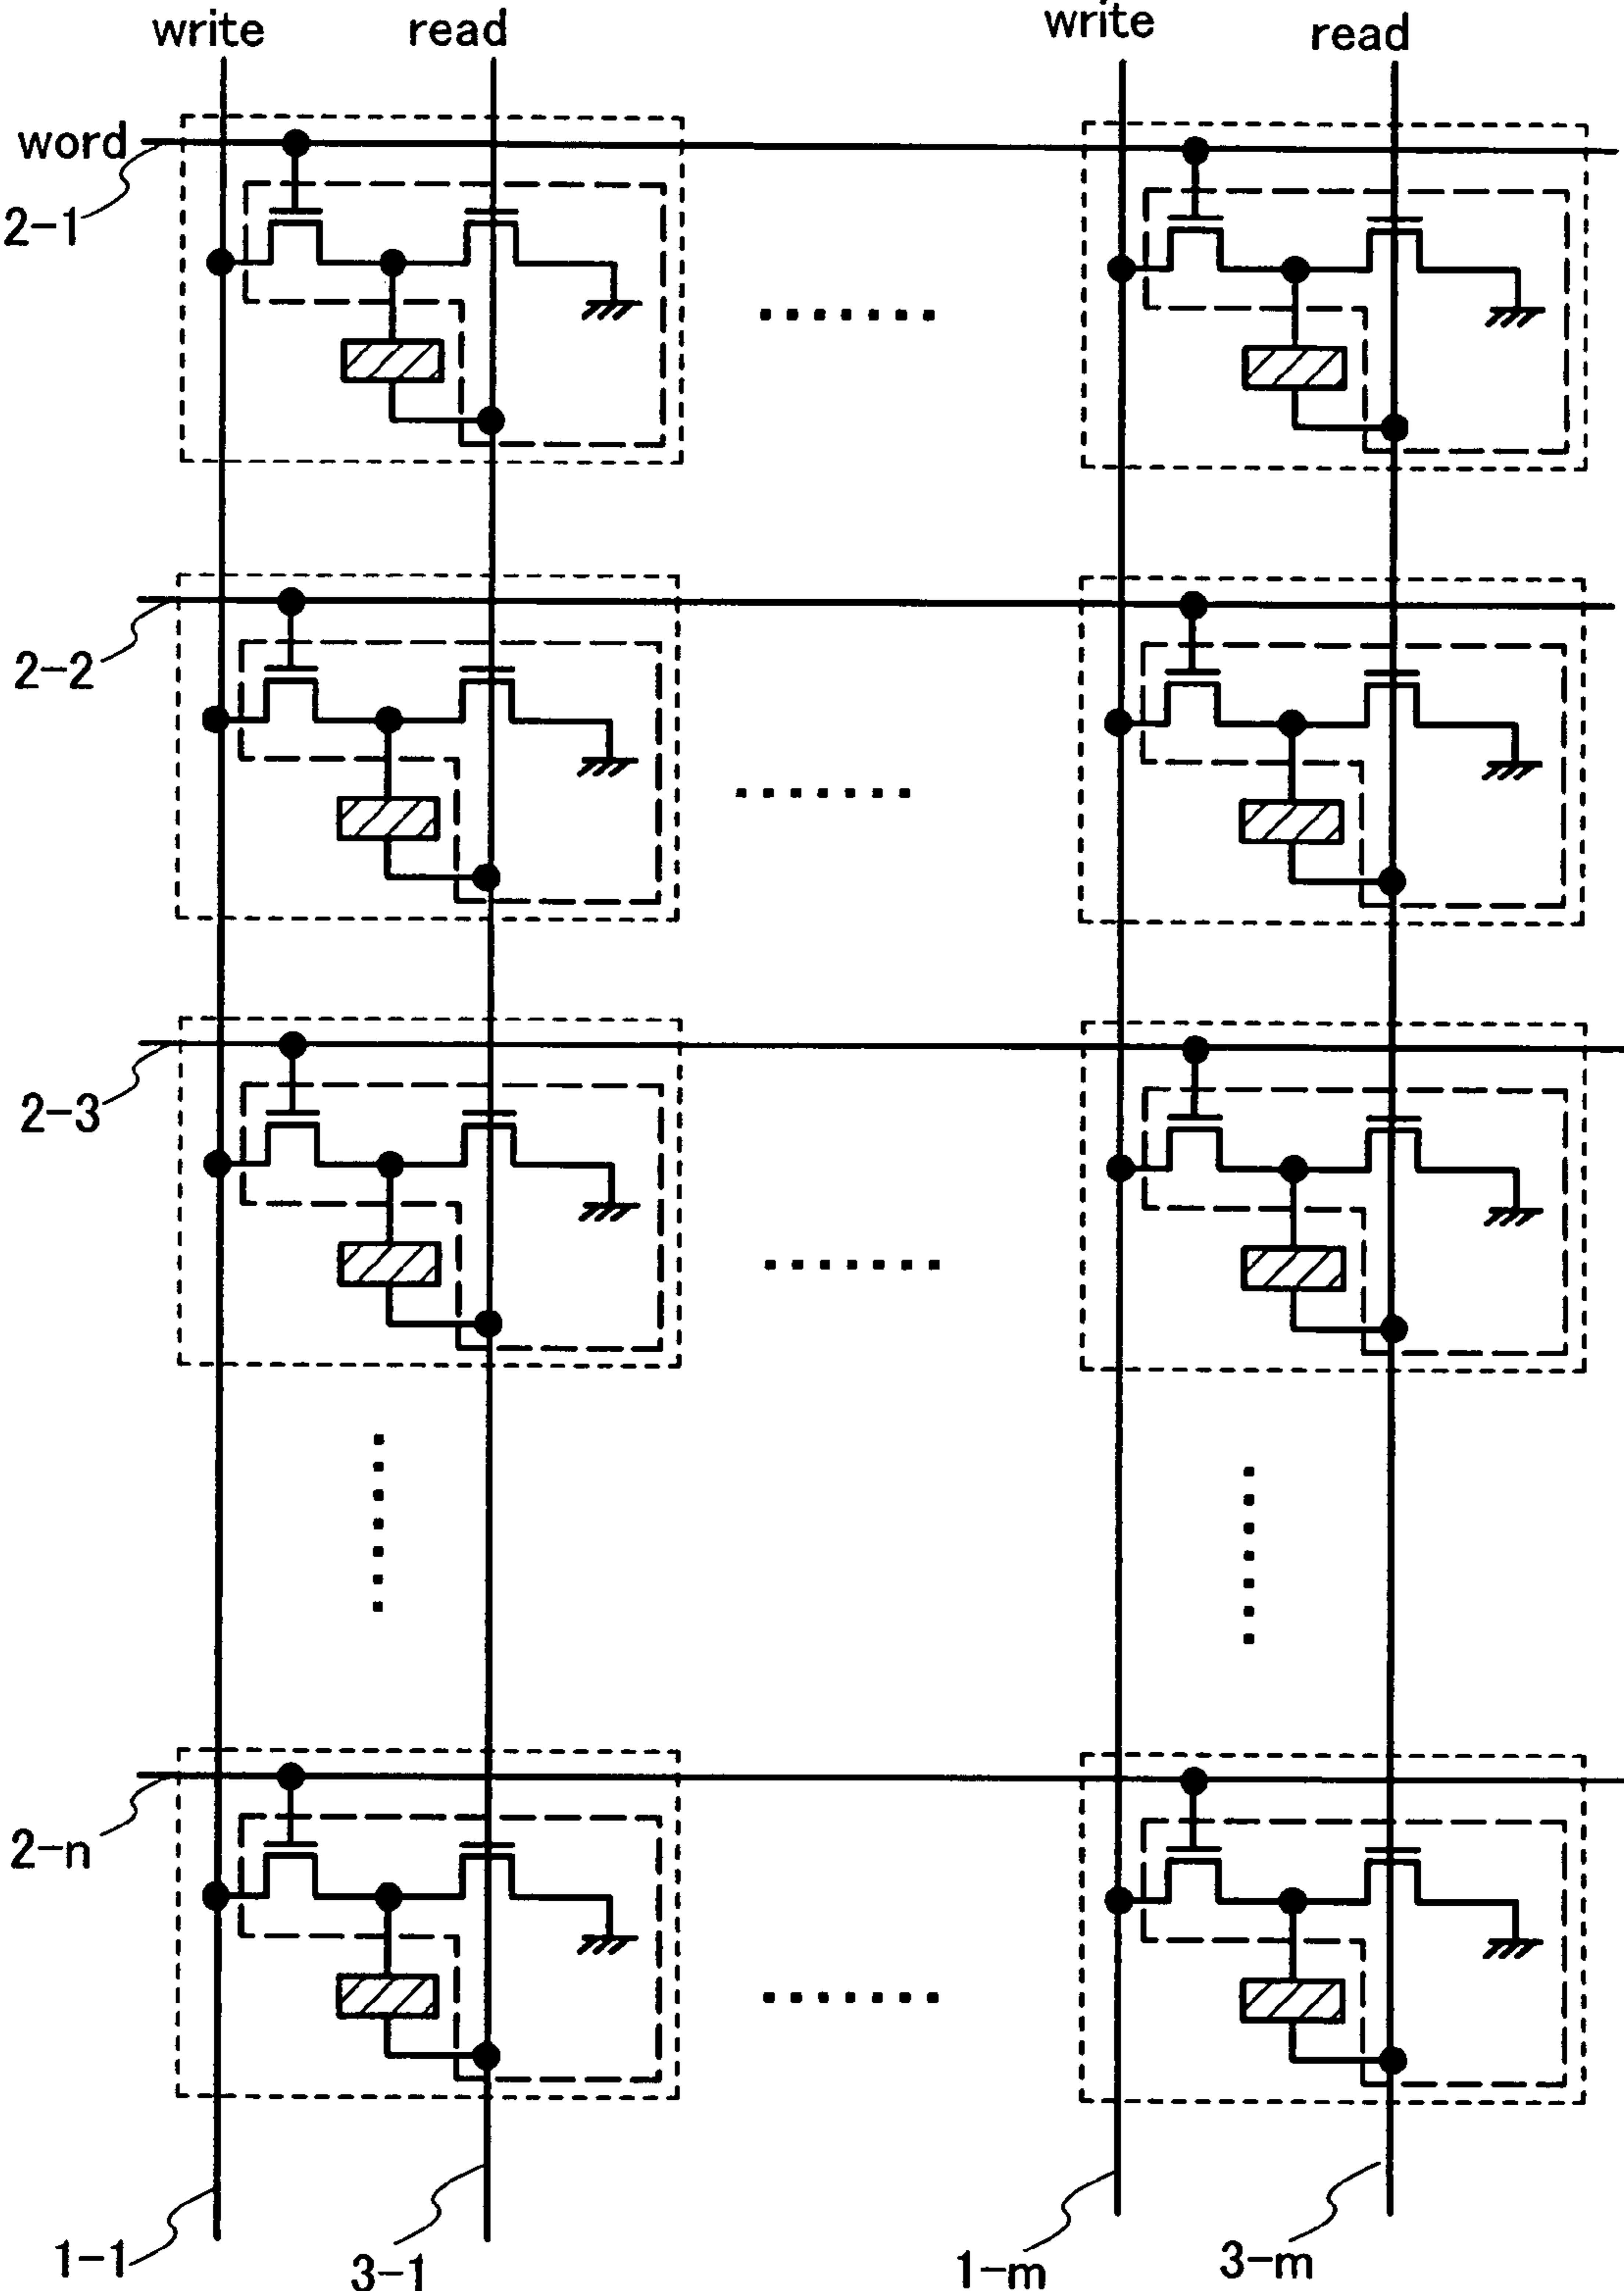 write read write read
word
2-1
2-2
2-3
2-n
1-1 3-1 1-m 3-m